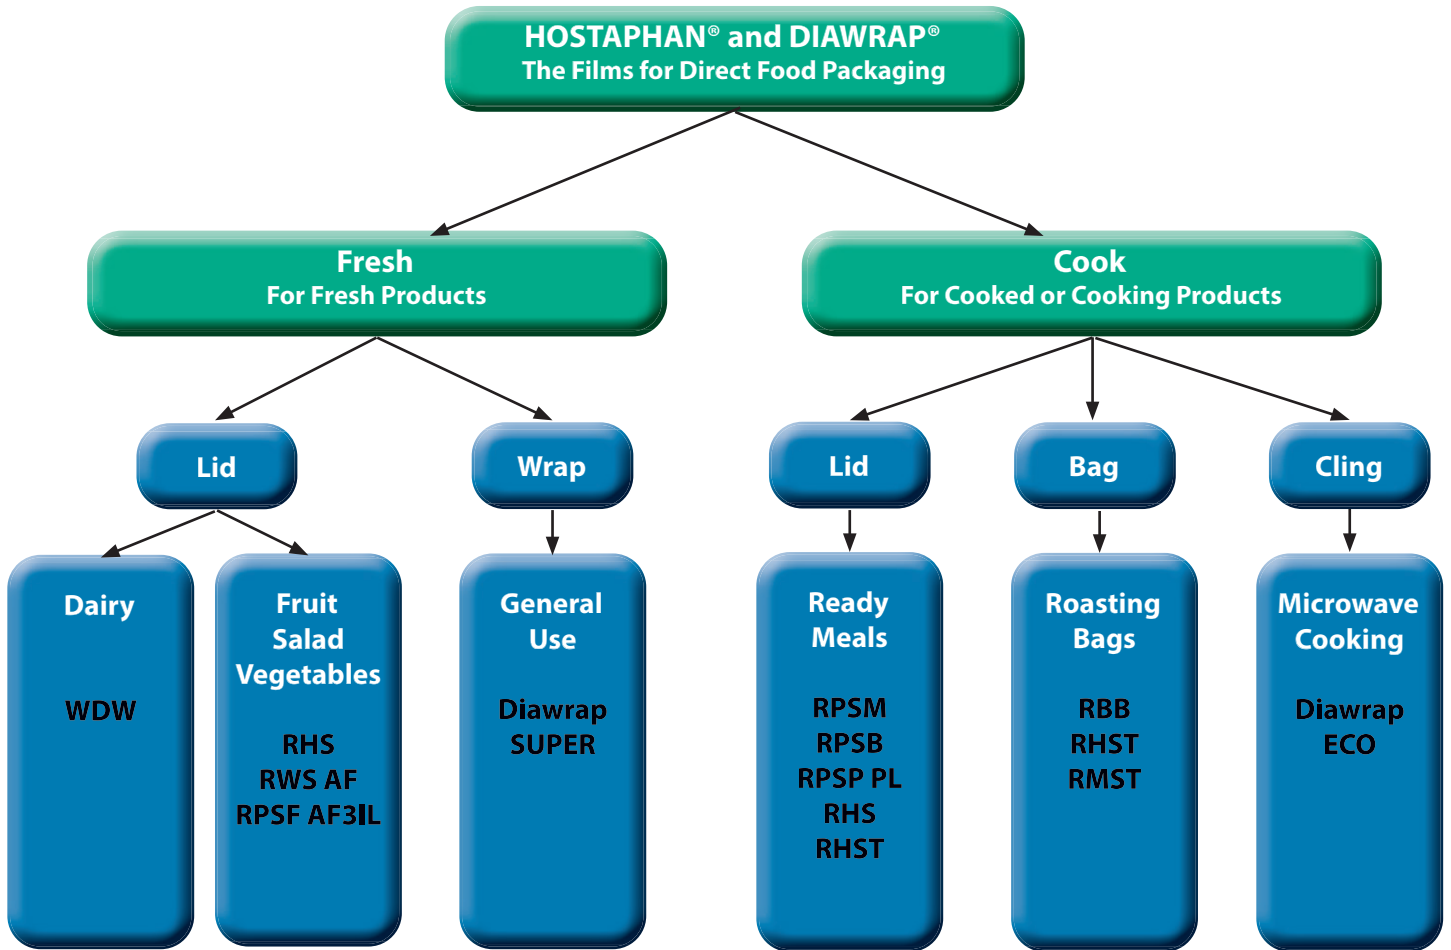 HOSTAPHAN® and DIAWRAP®
The Films for Direct Food Packaging
Fresh
For Fresh Products
Cook
For Cooked or Cooking Products
Lid
Wrap
Lid
Bag
Cling
Dairy
WDW
Fruit
Salad
Vegetables
RHS
RWS AF
RPSF AF3IL
General
Use
Diawrap
SUPER
Ready
Meals
RPSM
RPSB
RPSP PL
RHS
RHST
Roasting
Bags
RBB
RHST
RMST
Microwave
Cooking
Diawrap
ECO